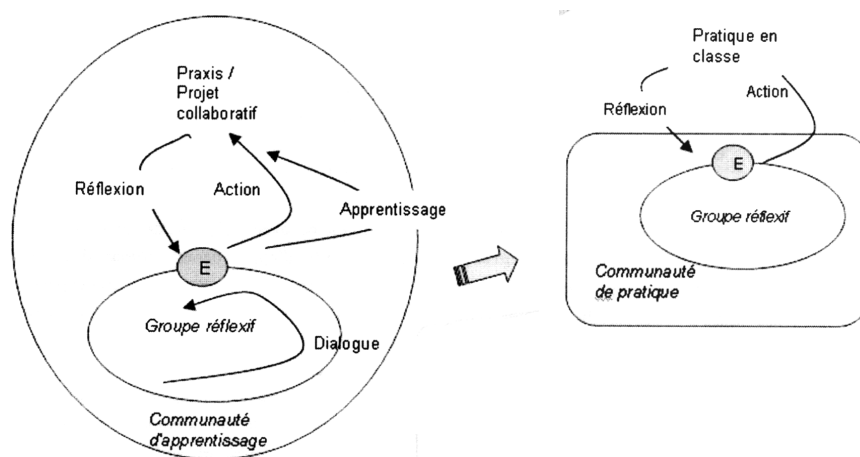 Praxis /
Projet
collaboratif
Réflexion
Action
Apprentissage
E
Groupe réflexif
Dialogue
Communauté
d'apprentissage
Pratique en
classe
Réflexion
Action
E
Groupe réflexif
Communauté
de pratique